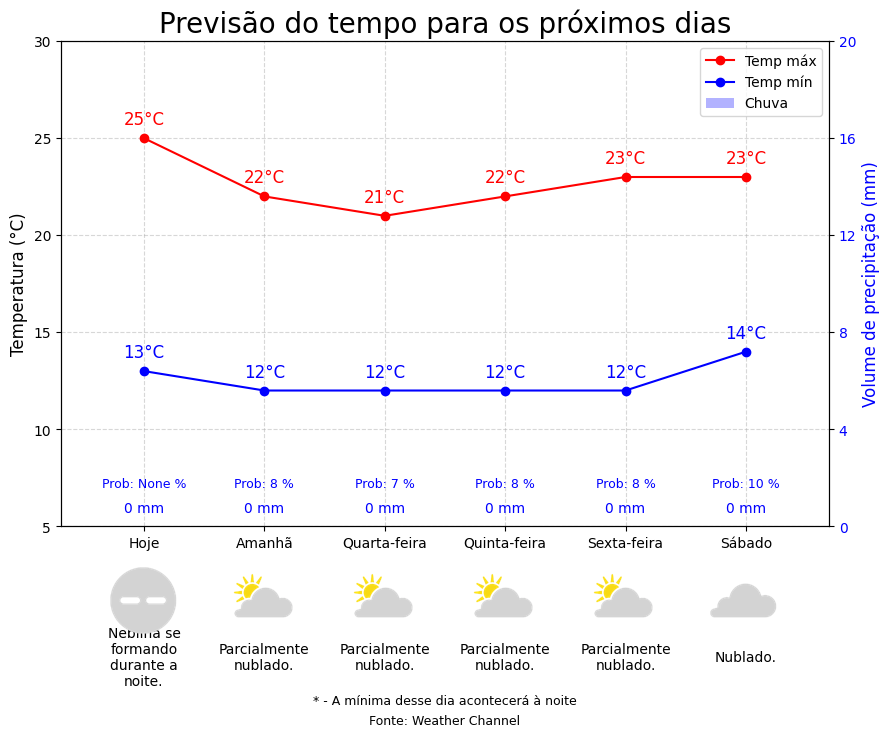 Previsão do tempo para os próximos dias
Temperatura (°C)
Volume de precipitação (mm)
30
25
20
15
10
5
20
16
12
8
4
0
Temp máx
Temp mín
Chuva
25°C
22°C
21°C
22°C
23°C
23°C
13°C
12°C
12°C
12°C
12°C
14°C
Prob: None %
Prob: 8 %
Prob: 7 %
Prob: 8 %
Prob: 8 %
Prob: 10 %
0 mm
0 mm
0 mm
0 mm
0 mm
0 mm
Hoje
Amanhã
Quarta-feira
Quinta-feira
Sexta-feira
Sábado
Neblina se
formando
durante a
noite.
Parcialmente
nublado.
Parcialmente
nublado.
Parcialmente
nublado.
Parcialmente
nublado.
Nublado.
* - A mínima desse dia acontecerá à noite
Fonte: Weather Channel